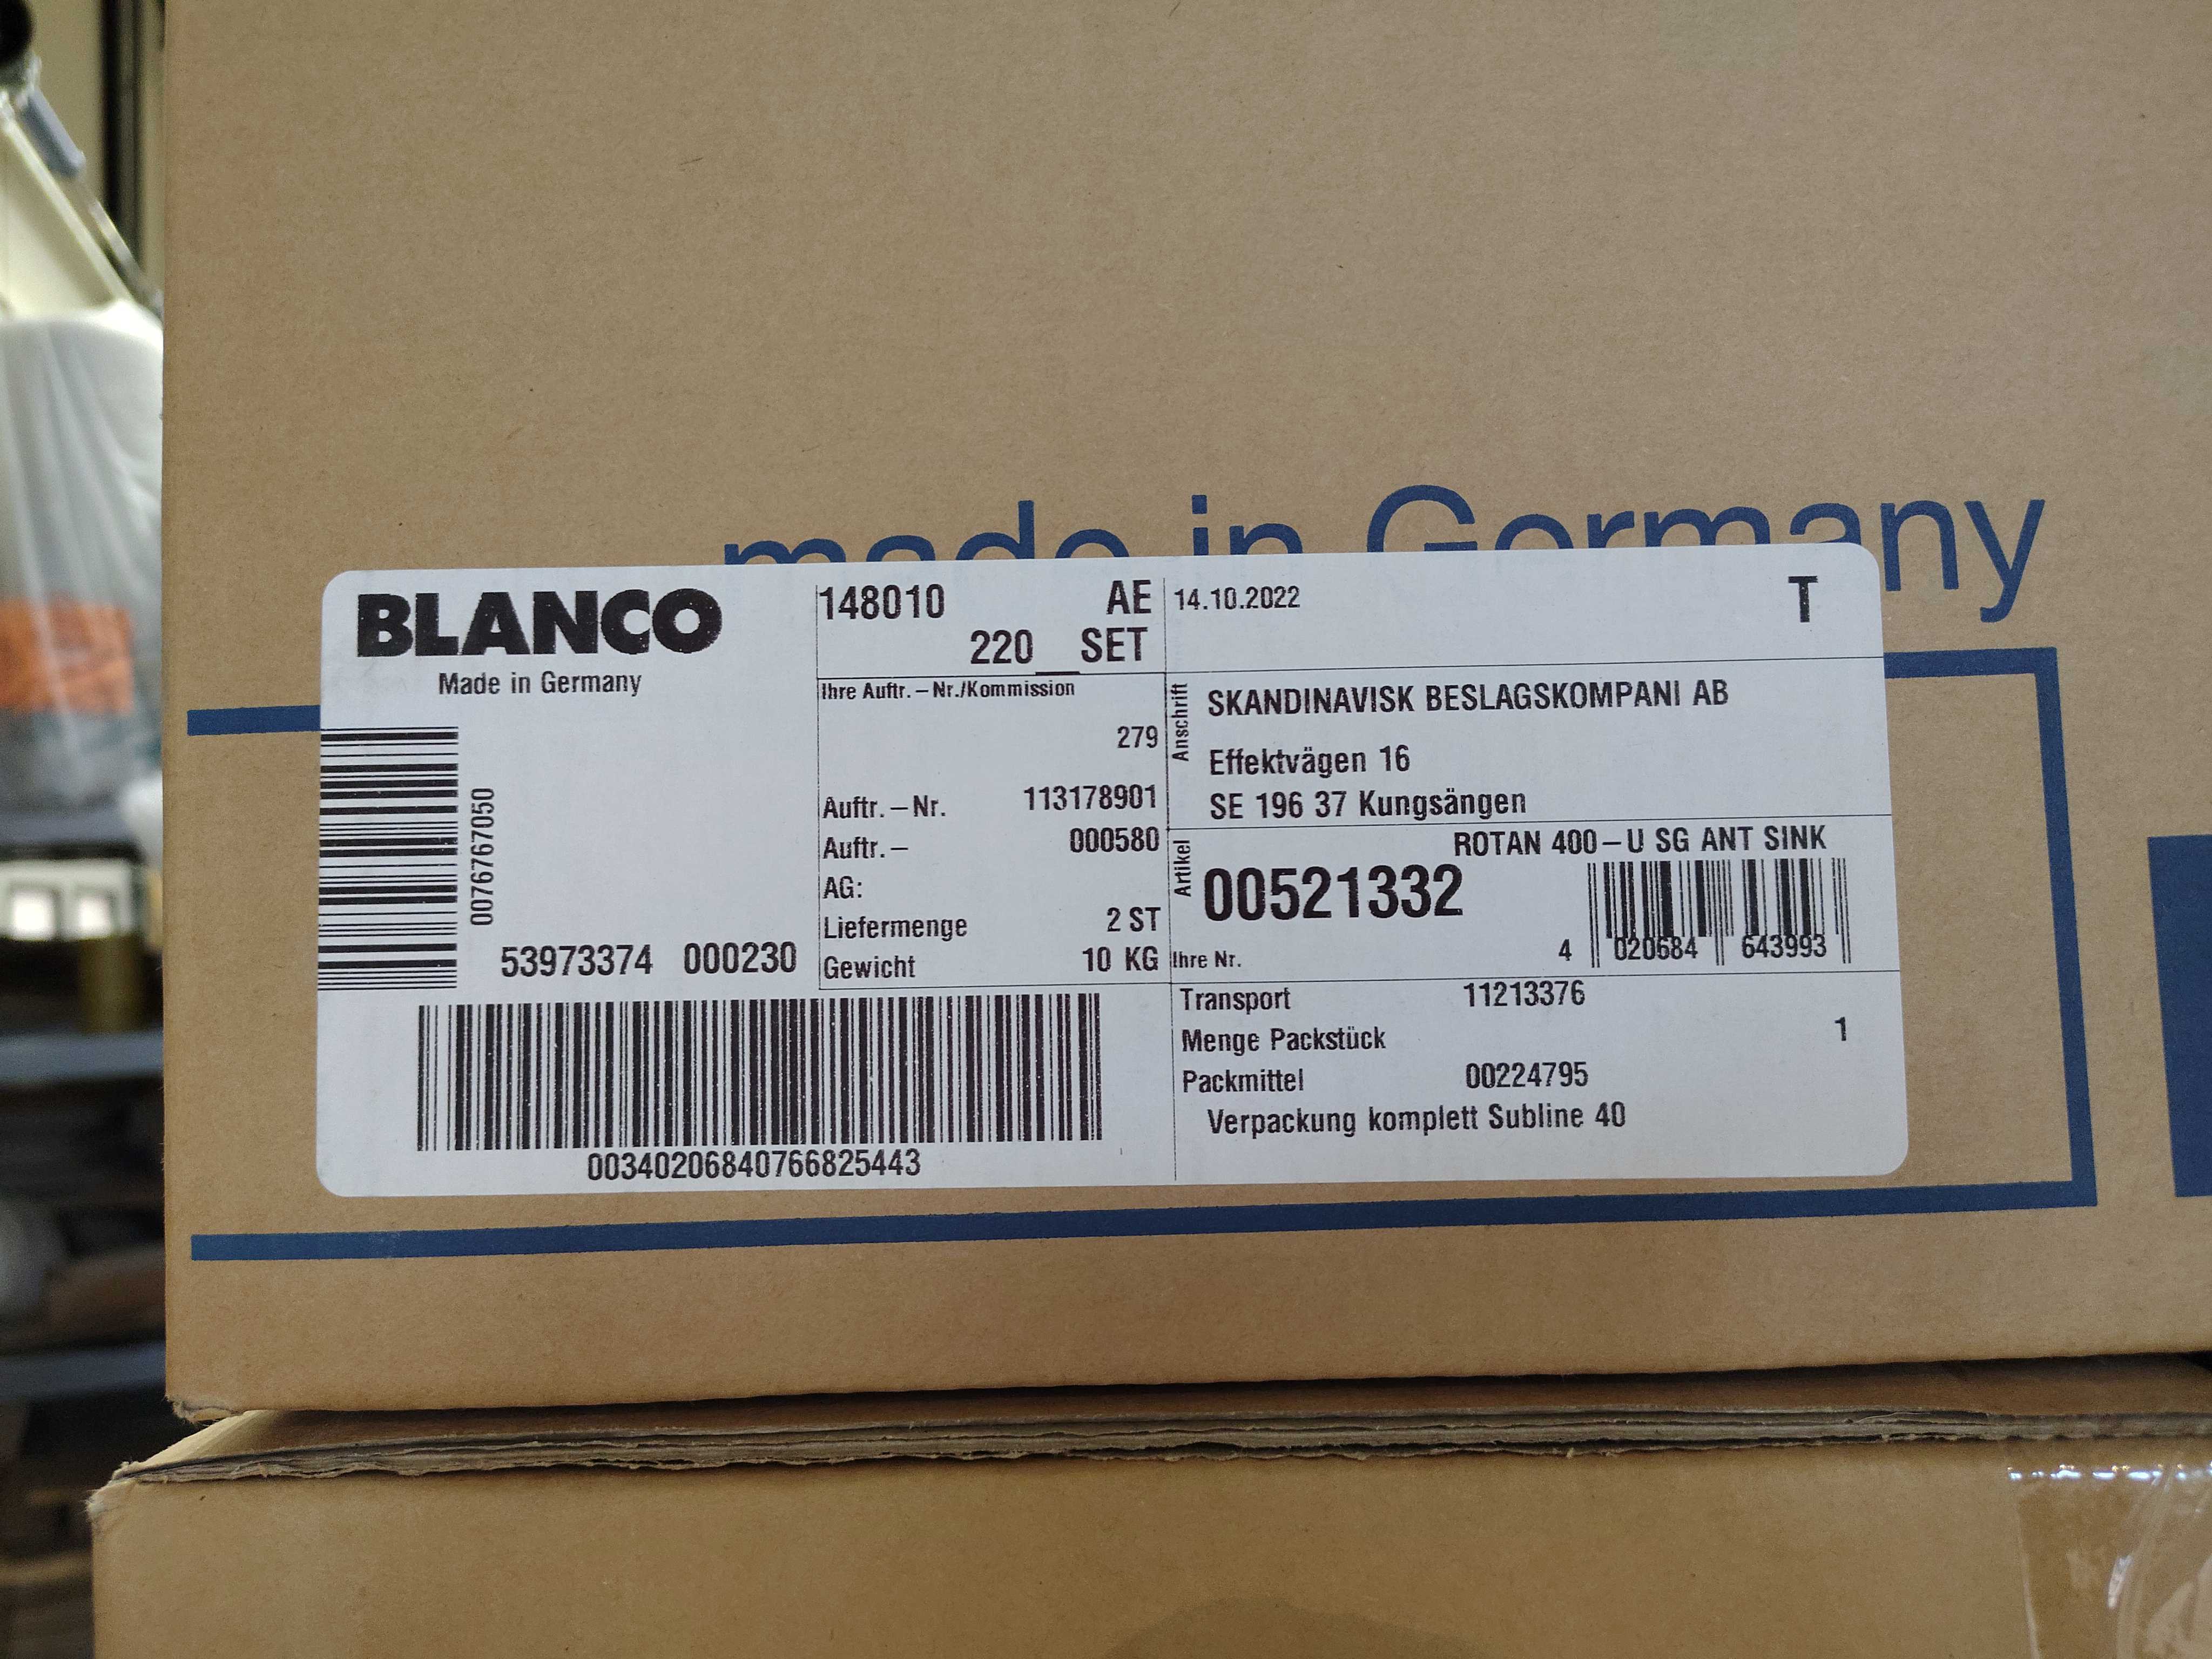 made in Germany
BLANCO
Made in Germany
0076767050
53973374 000230
00340206840766825443
148010 AE
220 SET
Ihre Auftr.–Nr./Kommission
279
Auftr.–Nr. 113178901
Auftr.– 000580
AG:
Liefermenge 2 ST
Gewicht 10 KG
14.10.2022 T
Anschrift
SKANDINAVISK BESLAGSKOMPANI AB
Effektvägen 16
SE 196 37 Kungsängen
Artikel
ROTAN 400–U SG ANT SINK
00521332
Ihre Nr.
4 020684 643993
Transport 11213376
Menge Packstück 1
Packmittel 00224795
Verpackung komplett Subline 40